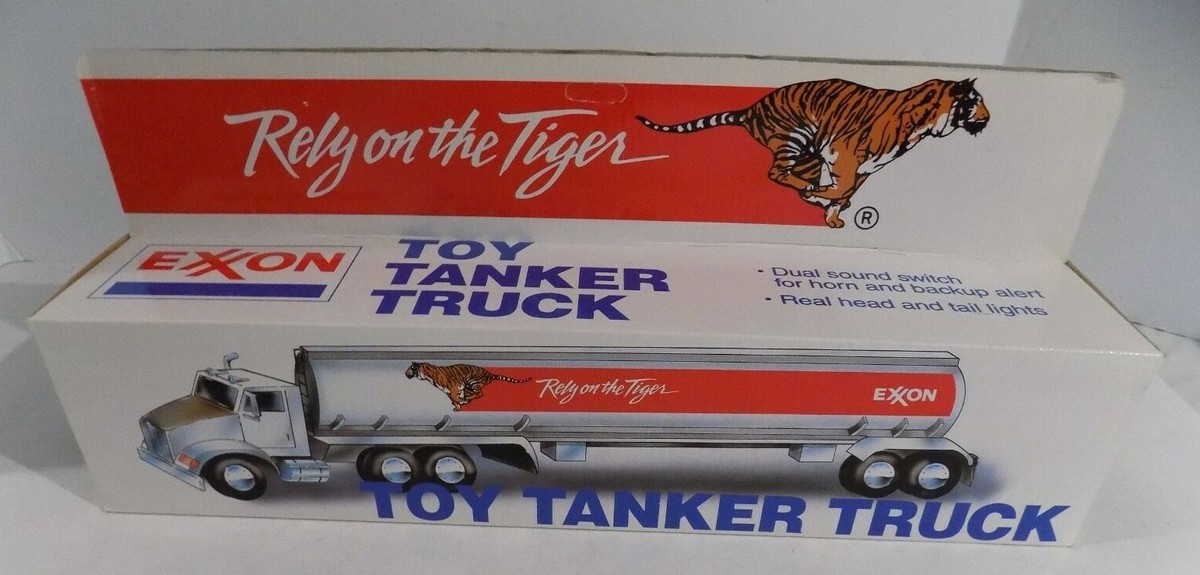 Rely on the Tiger
®
EXXON
TOY
TANKER
TRUCK
• Dual sound switch
for horn and backup alert
• Real head and tail lights
Rely on the Tiger
EXXON
TOY TANKER TRUCK